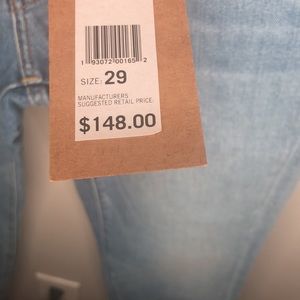 1 93072 00165 2
SIZE: 29
MANUFACTURERS
SUGGESTED RETAIL PRICE:
$148.00